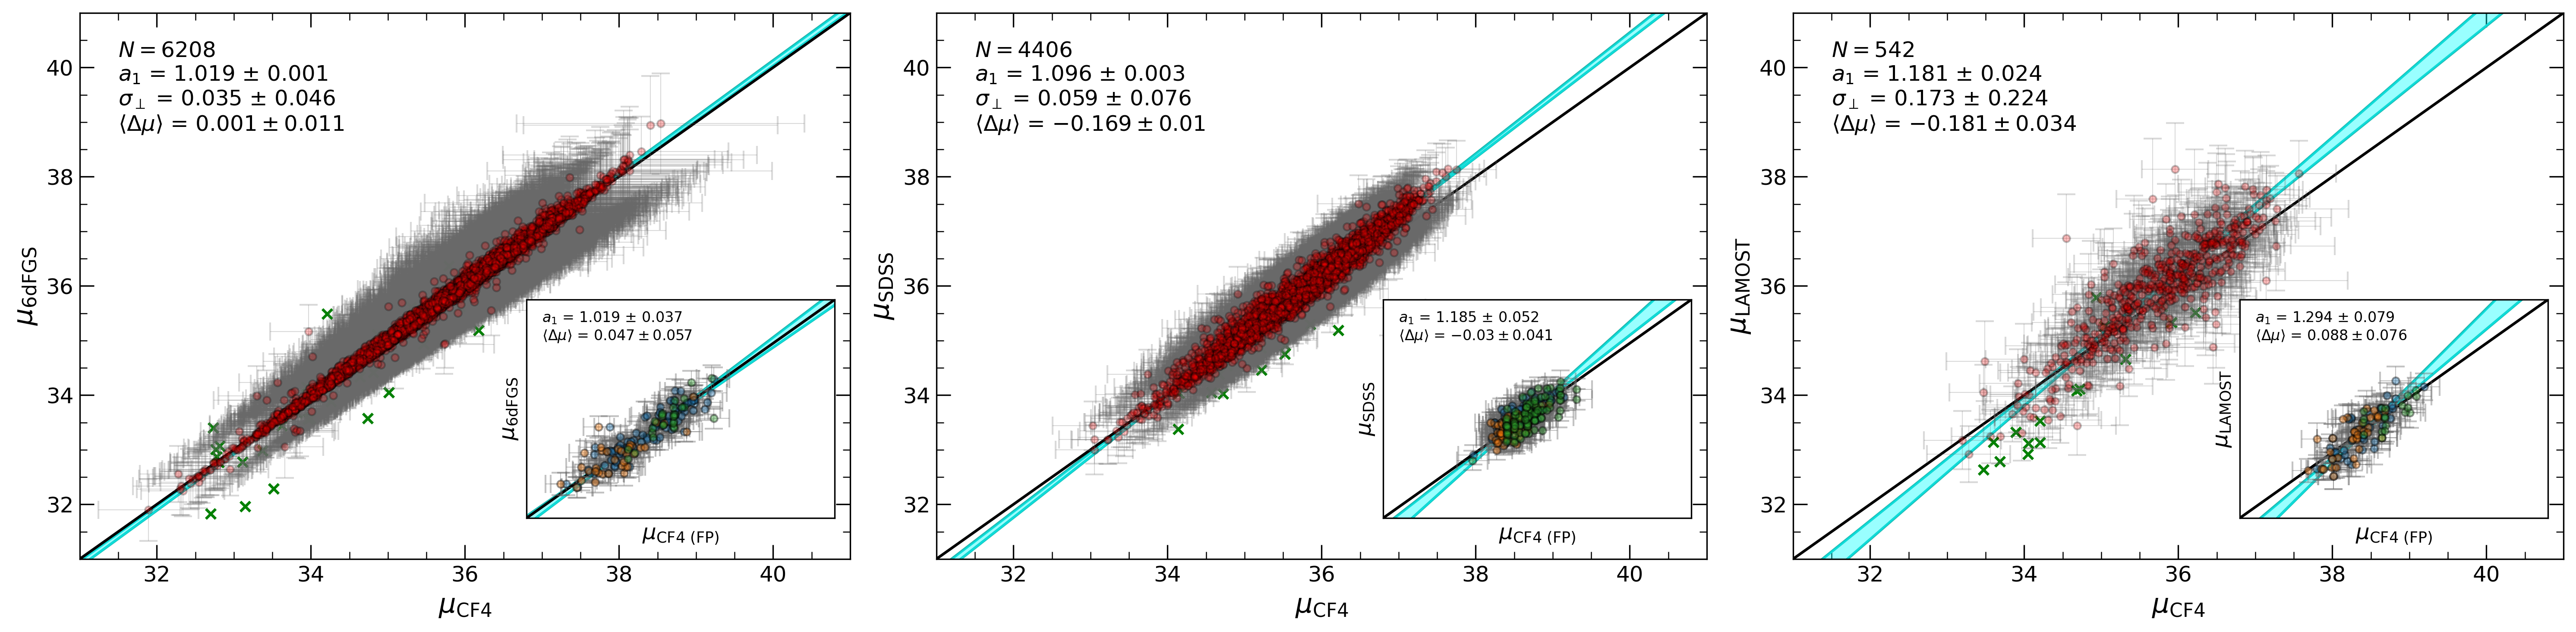 N = 6208
a₁ = 1.019 ± 0.001
σ⊥ = 0.035 ± 0.046
⟨Δμ⟩ = 0.001 ± 0.011
40
38
36
34
32
μ6dFGS
32 34 36 38 40
μCF4
a₁ = 1.019 ± 0.037
⟨Δμ⟩ = 0.047 ± 0.057
μ6dFGS
μCF4 (FP)
N = 4406
a₁ = 1.096 ± 0.003
σ⊥ = 0.059 ± 0.076
⟨Δμ⟩ = −0.169 ± 0.01
40
38
36
34
32
μSDSS
32 34 36 38 40
μCF4
a₁ = 1.185 ± 0.052
⟨Δμ⟩ = −0.03 ± 0.041
μSDSS
μCF4 (FP)
N = 542
a₁ = 1.181 ± 0.024
σ⊥ = 0.173 ± 0.224
⟨Δμ⟩ = −0.181 ± 0.034
40
38
36
34
32
μLAMOST
32 34 36 38 40
μCF4
a₁ = 1.294 ± 0.079
⟨Δμ⟩ = 0.088 ± 0.076
μLAMOST
μCF4 (FP)